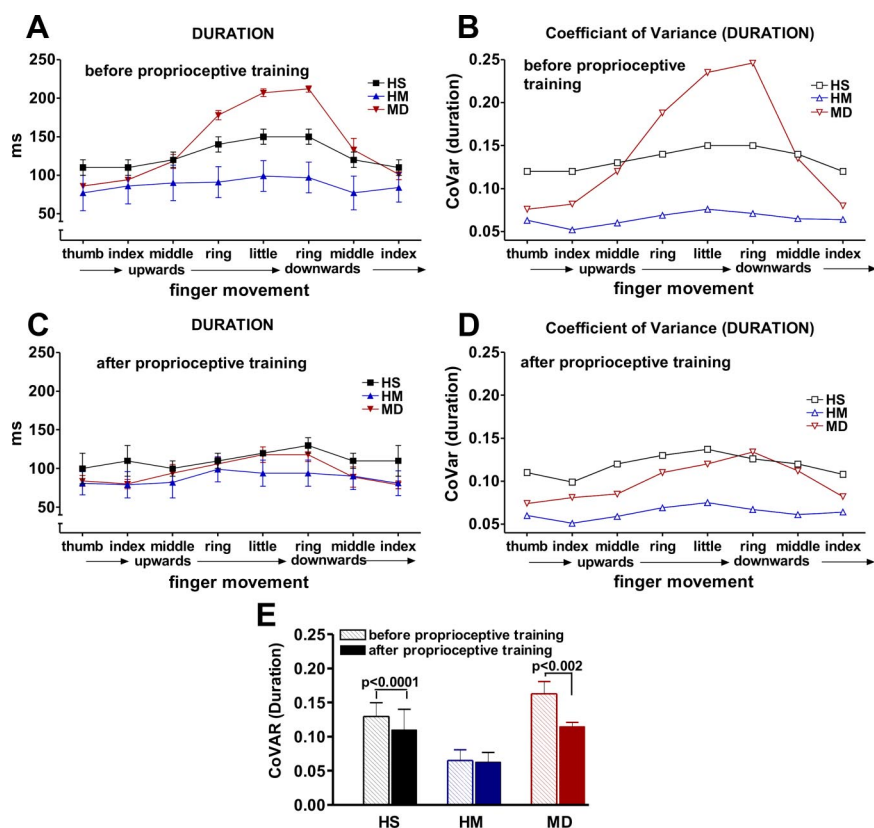 A
DURATION
before proprioceptive training
HS
HM
MD
250
200
150
100
50
ms
thumb index middle ring little ring middle index
upwards downwards
finger movement
B
Coefficiant of Variance (DURATION)
before proprioceptive
training
HS
HM
MD
0.25
0.20
0.15
0.10
0.05
CoVar (duration)
thumb index middle ring little ring middle index
upwards downwards
finger movement
C
DURATION
after proprioceptive training
HS
HM
MD
250
200
150
100
50
ms
thumb index middle ring little ring middle index
upwards downwards
finger movement
D
Coefficient of Variance (DURATION)
after proprioceptive training
HS
HM
MD
0.25
0.20
0.15
0.10
0.05
CoVar (duration)
thumb index middle ring little ring middle index
upwards downwards
finger movement
E
before proprioceptive training
after proprioceptive training
0.25
0.20
0.15
0.10
0.05
0.00
CoVAR (Duration)
p<0.0001
p<0.002
HS HM MD